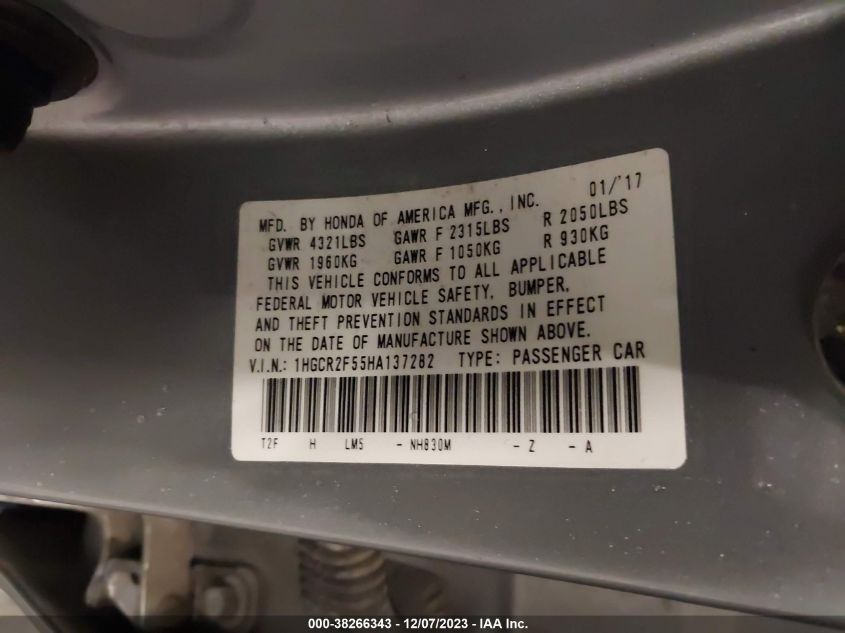 MFD. BY HONDA OF AMERICA MFG., INC. 01/'17
GVWR 4321LBS GAWR F 2315LBS R 2050LBS
GVWR 1960KG GAWR F 1050KG R 930KG
THIS VEHICLE CONFORMS TO ALL APPLICABLE
FEDERAL MOTOR VEHICLE SAFETY, BUMPER,
AND THEFT PREVENTION STANDARDS IN EFFECT
ON THE DATE OF MANUFACTURE SHOWN ABOVE.
V.I.N.: 1HGCR2F55HA137282 TYPE: PASSENGER CAR
T2F H LM5 - NH830M - Z - A
000-38266343 - 12/07/2023 - IAA Inc.